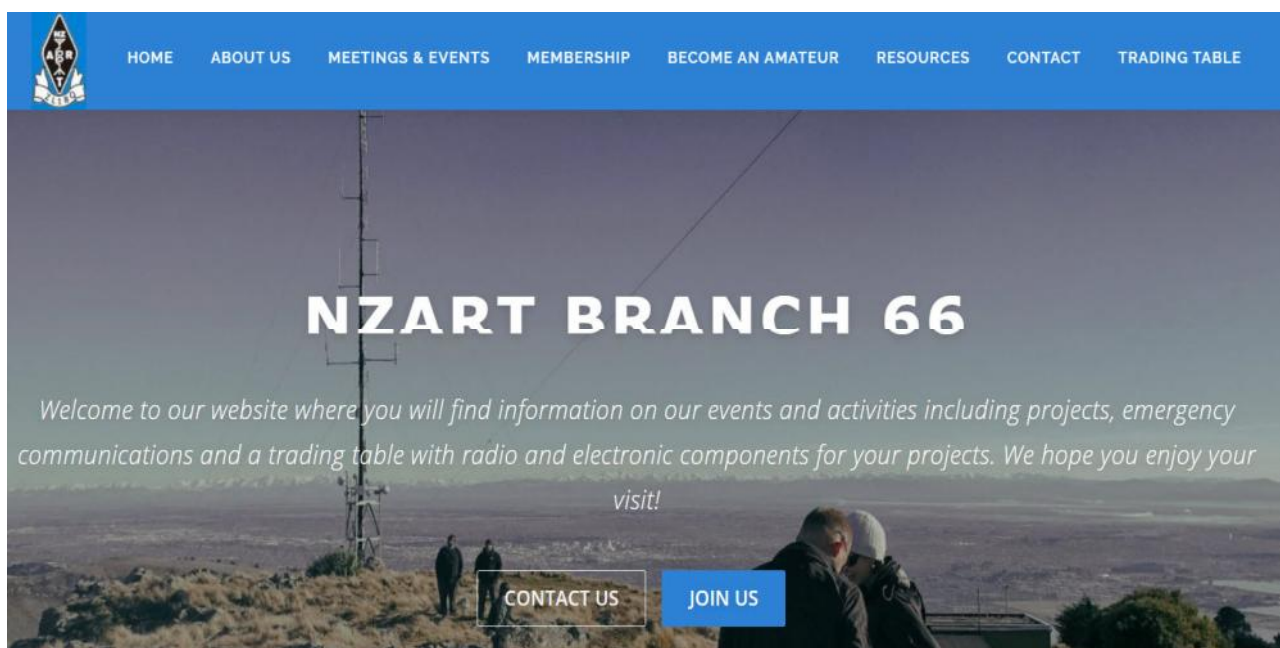 NZ
ART
HOME ABOUT US MEETINGS & EVENTS MEMBERSHIP BECOME AN AMATEUR RESOURCES CONTACT TRADING TABLE
NZART BRANCH 66
Welcome to our website where you will find information on our events and activities including projects, emergency
communications and a trading table with radio and electronic components for your projects. We hope you enjoy your
visit!
CONTACT US JOIN US